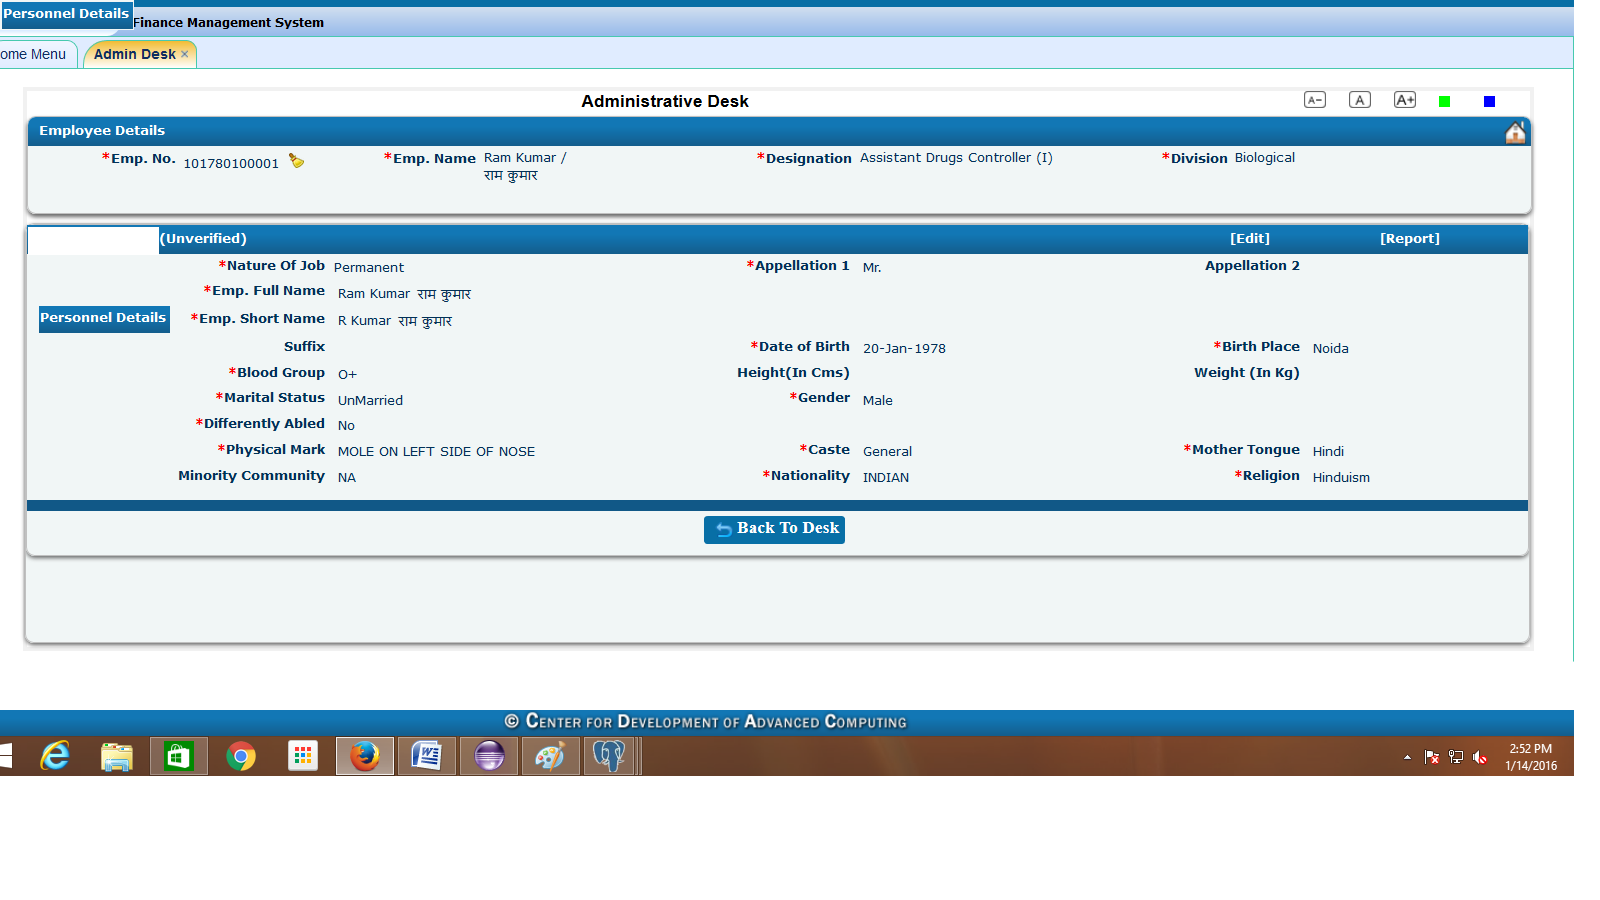 Personnel Details
Finance Management System
ome Menu
Admin Desk ×
Administrative Desk
A− A A+
Employee Details
*Emp. No. 101780100001 *Emp. Name Ram Kumar / *Designation Assistant Drugs Controller (I) *Division Biological
राम कुमार
(Unverified) [Edit] [Report]
*Nature Of Job Permanent *Appellation 1 Mr. Appellation 2
*Emp. Full Name Ram Kumar राम कुमार
Personnel Details
*Emp. Short Name R Kumar राम कुमार
Suffix *Date of Birth 20-Jan-1978 *Birth Place Noida
*Blood Group O+ Height(In Cms) Weight (In Kg)
*Marital Status UnMarried *Gender Male
*Differently Abled No
*Physical Mark MOLE ON LEFT SIDE OF NOSE *Caste General *Mother Tongue Hindi
Minority Community NA *Nationality INDIAN *Religion Hinduism
Back To Desk
© CENTER FOR DEVELOPMENT OF ADVANCED COMPUTING
2:52 PM
1/14/2016